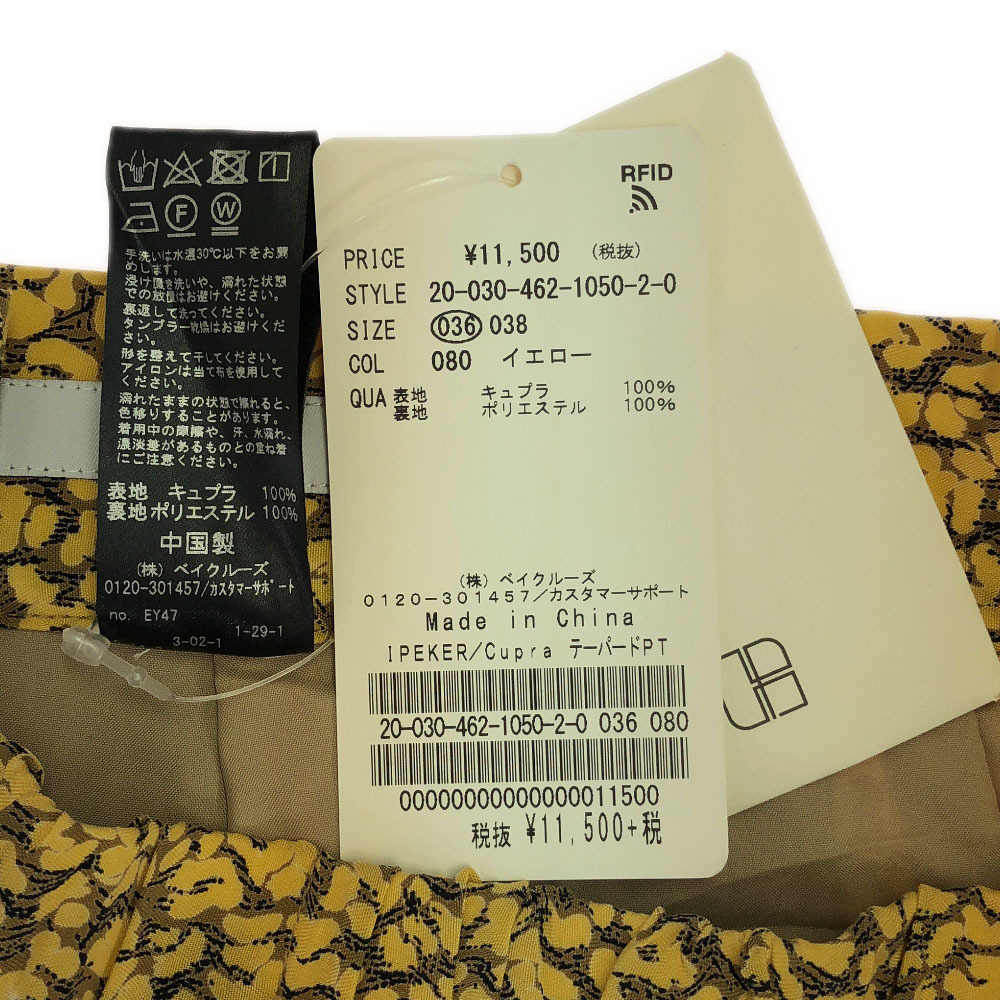 F W
手洗いは水温30℃以下をお薦
めします。
浸け置き洗いや、濡れた状態
での放置はお避けください。
裏返して洗ってください。
タンブラー乾燥はお避けくださ
い。
形を整えて干してください。
アイロンは当て布を使用して
ください。
濡れたままの状態で擦れると、
色移りすることがあります。
着用中の摩擦や、汗、水濡れ、
濃淡差があるものとの重ね着
にご注意ください。
表地 キュプラ 100%
裏地 ポリエステル 100%
中国製
(株) ベイクルーズ
0120-301457/カスタマーサポート
no. EY47
3-02-1 1-29-1
RFID
PRICE ¥11,500 (税抜)
STYLE 20-030-462-1050-2-0
SIZE 036 038
COL 080 イエロー
QUA 表地 キュプラ 100%
裏地 ポリエステル 100%
(株) ベイクルーズ
0120-301457/カスタマーサポート
Made in China
IPEKER/Cupra テーパードPT
20-030-462-1050-2-0 036 080
00000000000000011500
税抜 ¥11,500+税